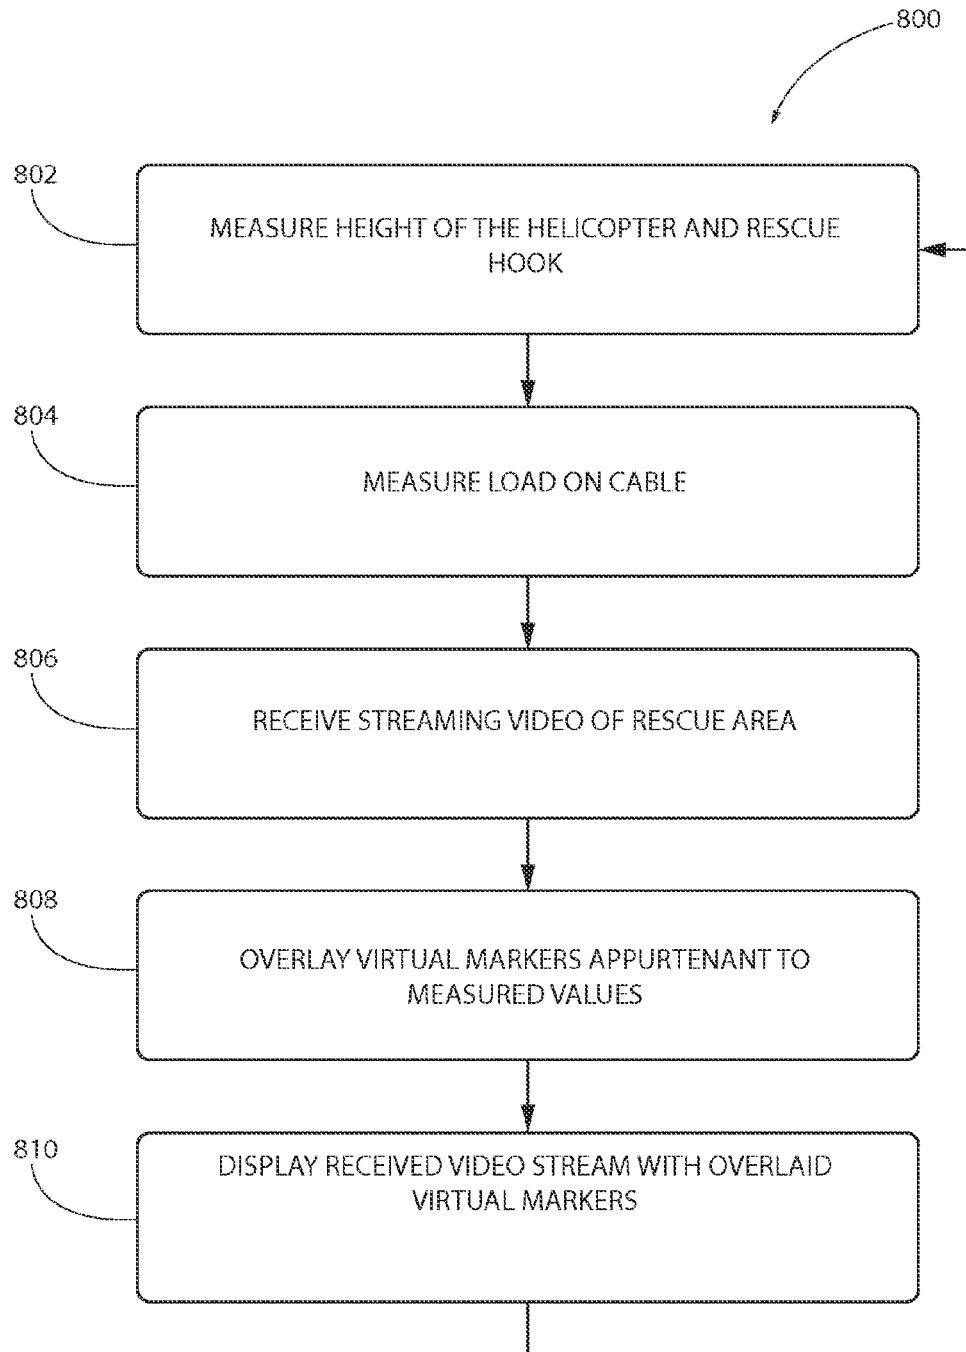 800
802
MEASURE HEIGHT OF THE HELICOPTER AND RESCUE
HOOK
804
MEASURE LOAD ON CABLE
806
RECEIVE STREAMING VIDEO OF RESCUE AREA
808
OVERLAY VIRTUAL MARKERS APPURTENANT TO
MEASURED VALUES
810
DISPLAY RECEIVED VIDEO STREAM WITH OVERLAID
VIRTUAL MARKERS